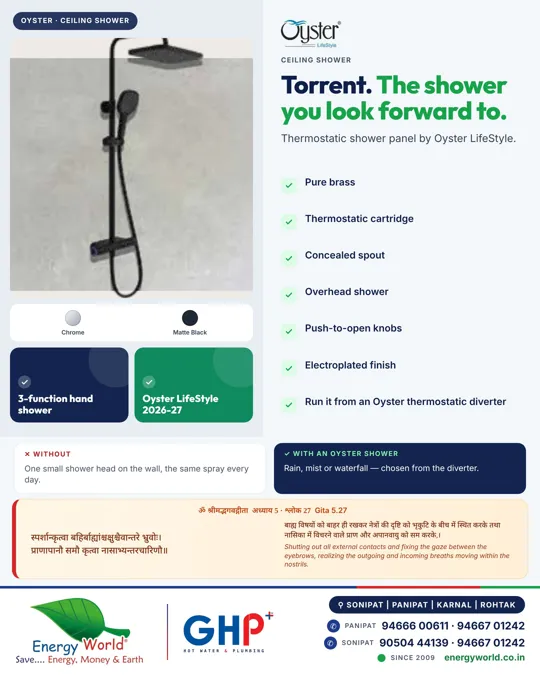 OYSTER · CEILING SHOWER
Oyster®
LifeStyle
CEILING SHOWER
Torrent. The shower
you look forward to.
Thermostatic shower panel by Oyster LifeStyle.
Pure brass
Thermostatic cartridge
Concealed spout
Overhead shower
Push-to-open knobs
Electroplated finish
Run it from an Oyster thermostatic diverter
Chrome
Matte Black
3-function hand
shower
Oyster LifeStyle
2026-27
✕ WITHOUT
One small shower head on the wall, the same spray every
day.
✓ WITH AN OYSTER SHOWER
Rain, mist or waterfall — chosen from the diverter.
ॐ श्रीमद्भगवद्गीता अध्याय 5 · श्लोक 27 Gita 5.27
स्पर्शान्कृत्वा बहिर्बाह्यांश्चक्षुश्चैवान्तरे भ्रुवोः।
प्राणापानौ समौ कृत्वा नासाभ्यन्तरचारिणौ॥
बाह्य विषयों को बाहर ही रखकर नेत्रों की दृष्टि को भृकुटि के बीच में स्थित करके तथा
नासिका में विचरने वाले प्राण और अपानवायु को सम करके,।
Shutting out all external contacts and fixing the gaze between the
eyebrows, realizing the outgoing and incoming breaths moving within the
nostrils.
Energy World
Save.... Energy, Money & Earth
GHP+
HOT WATER & PLUMBING
SONIPAT | PANIPAT | KARNAL | ROHTAK
PANIPAT 94666 00611 · 94667 01242
SONIPAT 90504 44139 · 94667 01242
SINCE 2009 energyworld.co.in